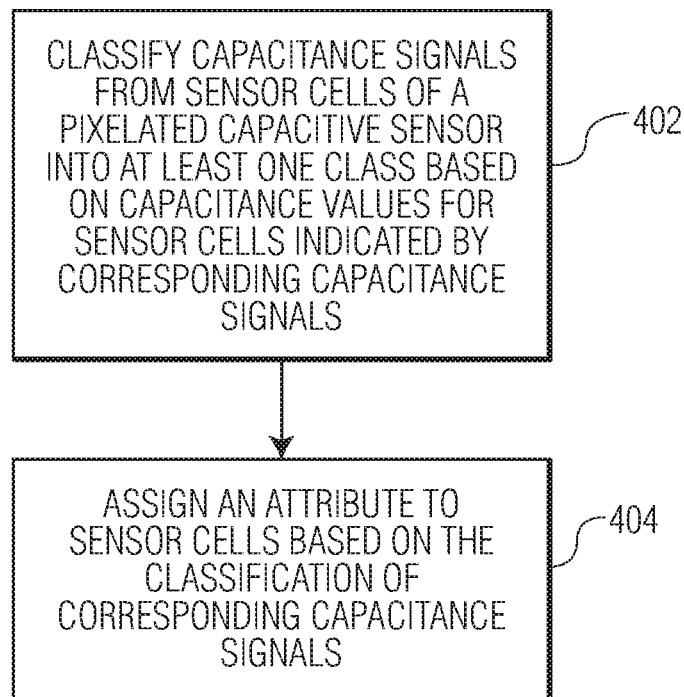 CLASSIFY CAPACITANCE SIGNALS
FROM SENSOR CELLS OF A
PIXELATED CAPACITIVE SENSOR
INTO AT LEAST ONE CLASS BASED
ON CAPACITANCE VALUES FOR
SENSOR CELLS INDICATED BY
CORRESPONDING CAPACITANCE
SIGNALS
402
ASSIGN AN ATTRIBUTE TO
SENSOR CELLS BASED ON THE
CLASSIFICATION OF
CORRESPONDING CAPACITANCE
SIGNALS
404